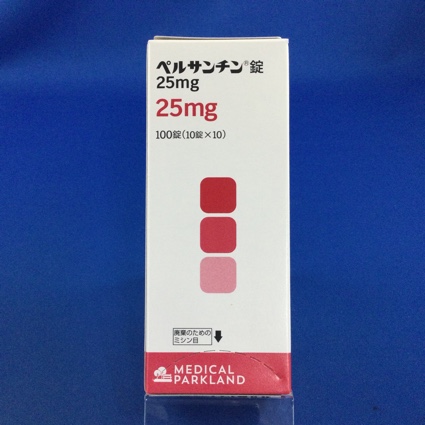 ペルサンチン®錠
25mg
25mg
100錠(10錠×10)
廃棄のための
ミシン目
MEDICAL
PARKLAND